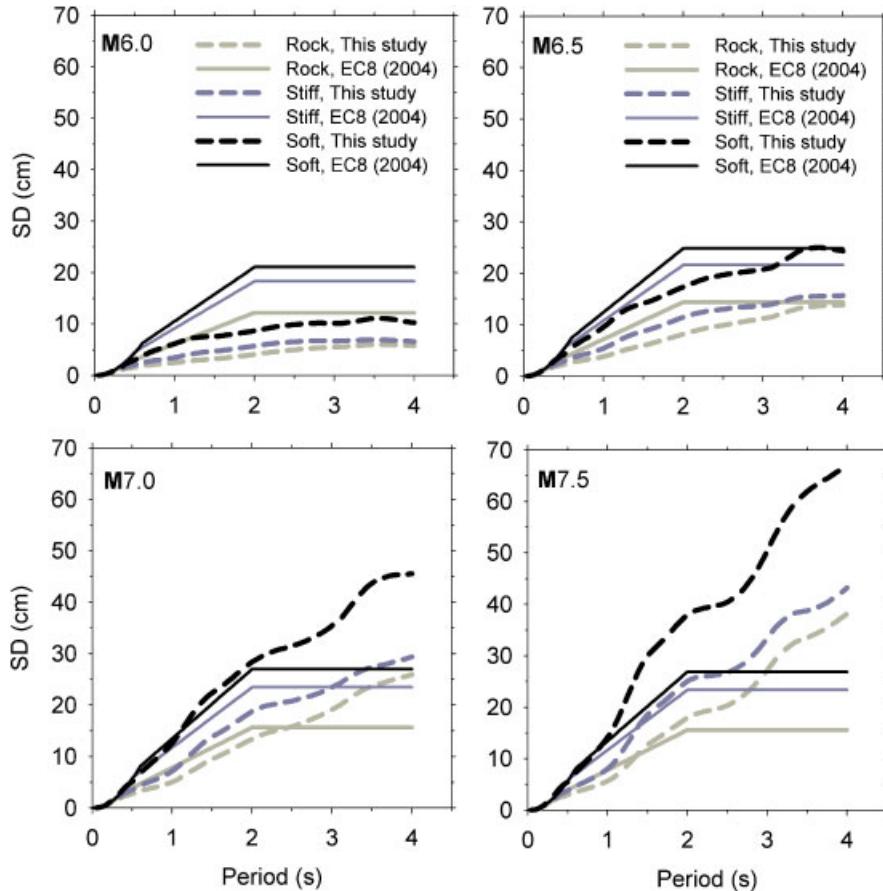 70
60
50
40
30
20
10
0
SD (cm)
M6.0
Rock, This study
Rock, EC8 (2004)
Stiff, This study
Stiff, EC8 (2004)
Soft, This study
Soft, EC8 (2004)
0 1 2 3 4
70
60
50
40
30
20
10
0
M6.5
Rock, This study
Rock, EC8 (2004)
Stiff, This study
Stiff, EC8 (2004)
Soft, This study
Soft, EC8 (2004)
0 1 2 3 4
70
60
50
40
30
20
10
0
SD (cm)
M7.0
0 1 2 3 4
Period (s)
70
60
50
40
30
20
10
0
M7.5
0 1 2 3 4
Period (s)